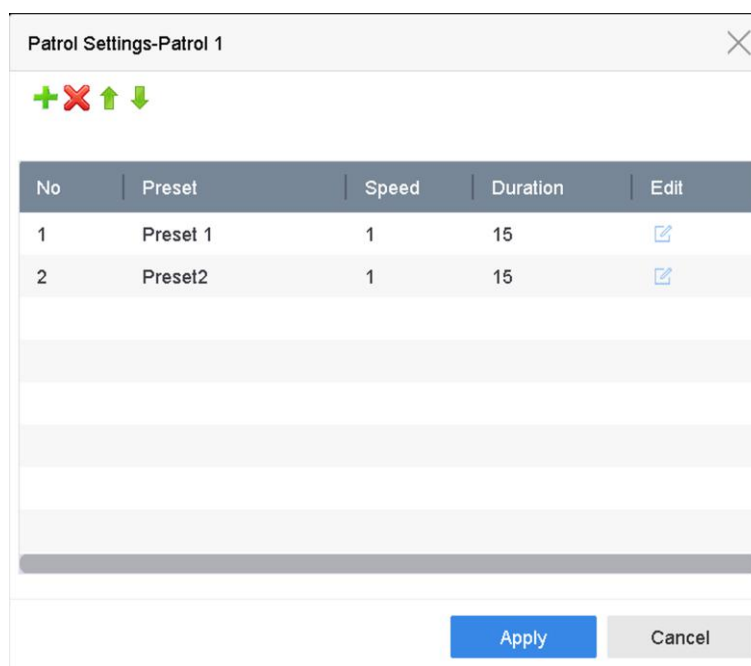 Patrol Settings-Patrol 1
No Preset Speed Duration Edit
1 Preset 1 1 15
2 Preset2 1 15
Apply Cancel